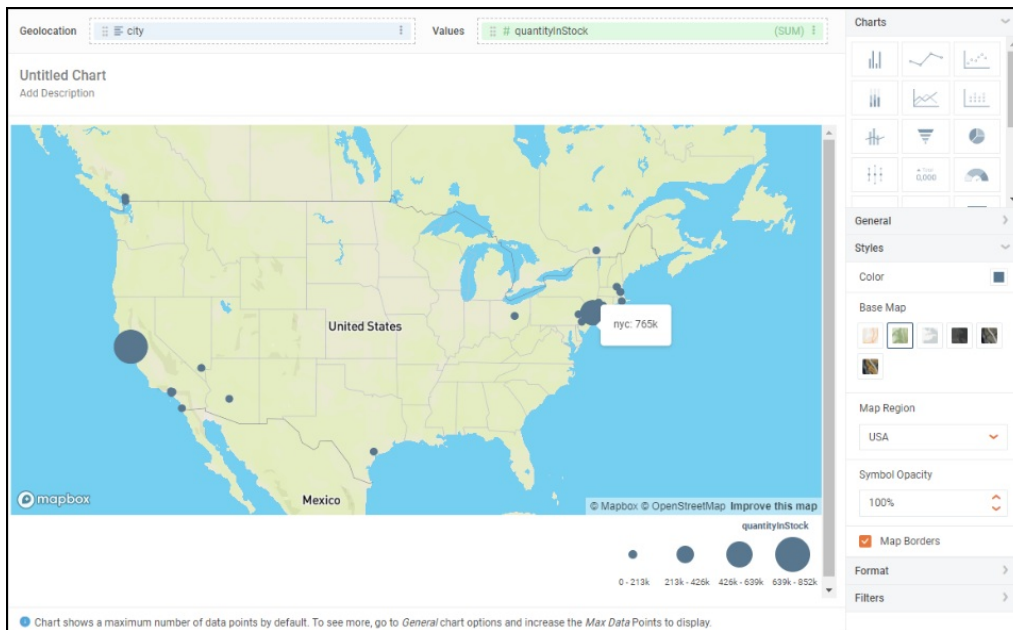 Geolocation
city
Values
# quantityInStock
(SUM)
Charts
Untitled Chart
Add Description
0,000
General
Styles
Color
Base Map
United States
nyc: 765k
Map Region
USA
Symbol Opacity
100%
mapbox
Mexico
© Mapbox © OpenStreetMap Improve this map
quantityInStock
Map Borders
0 - 213k
213k - 426k
426k - 639k
639k - 852k
Format
Filters
Chart shows a maximum number of data points by default. To see more, go to General chart options and increase the Max Data Points to display.